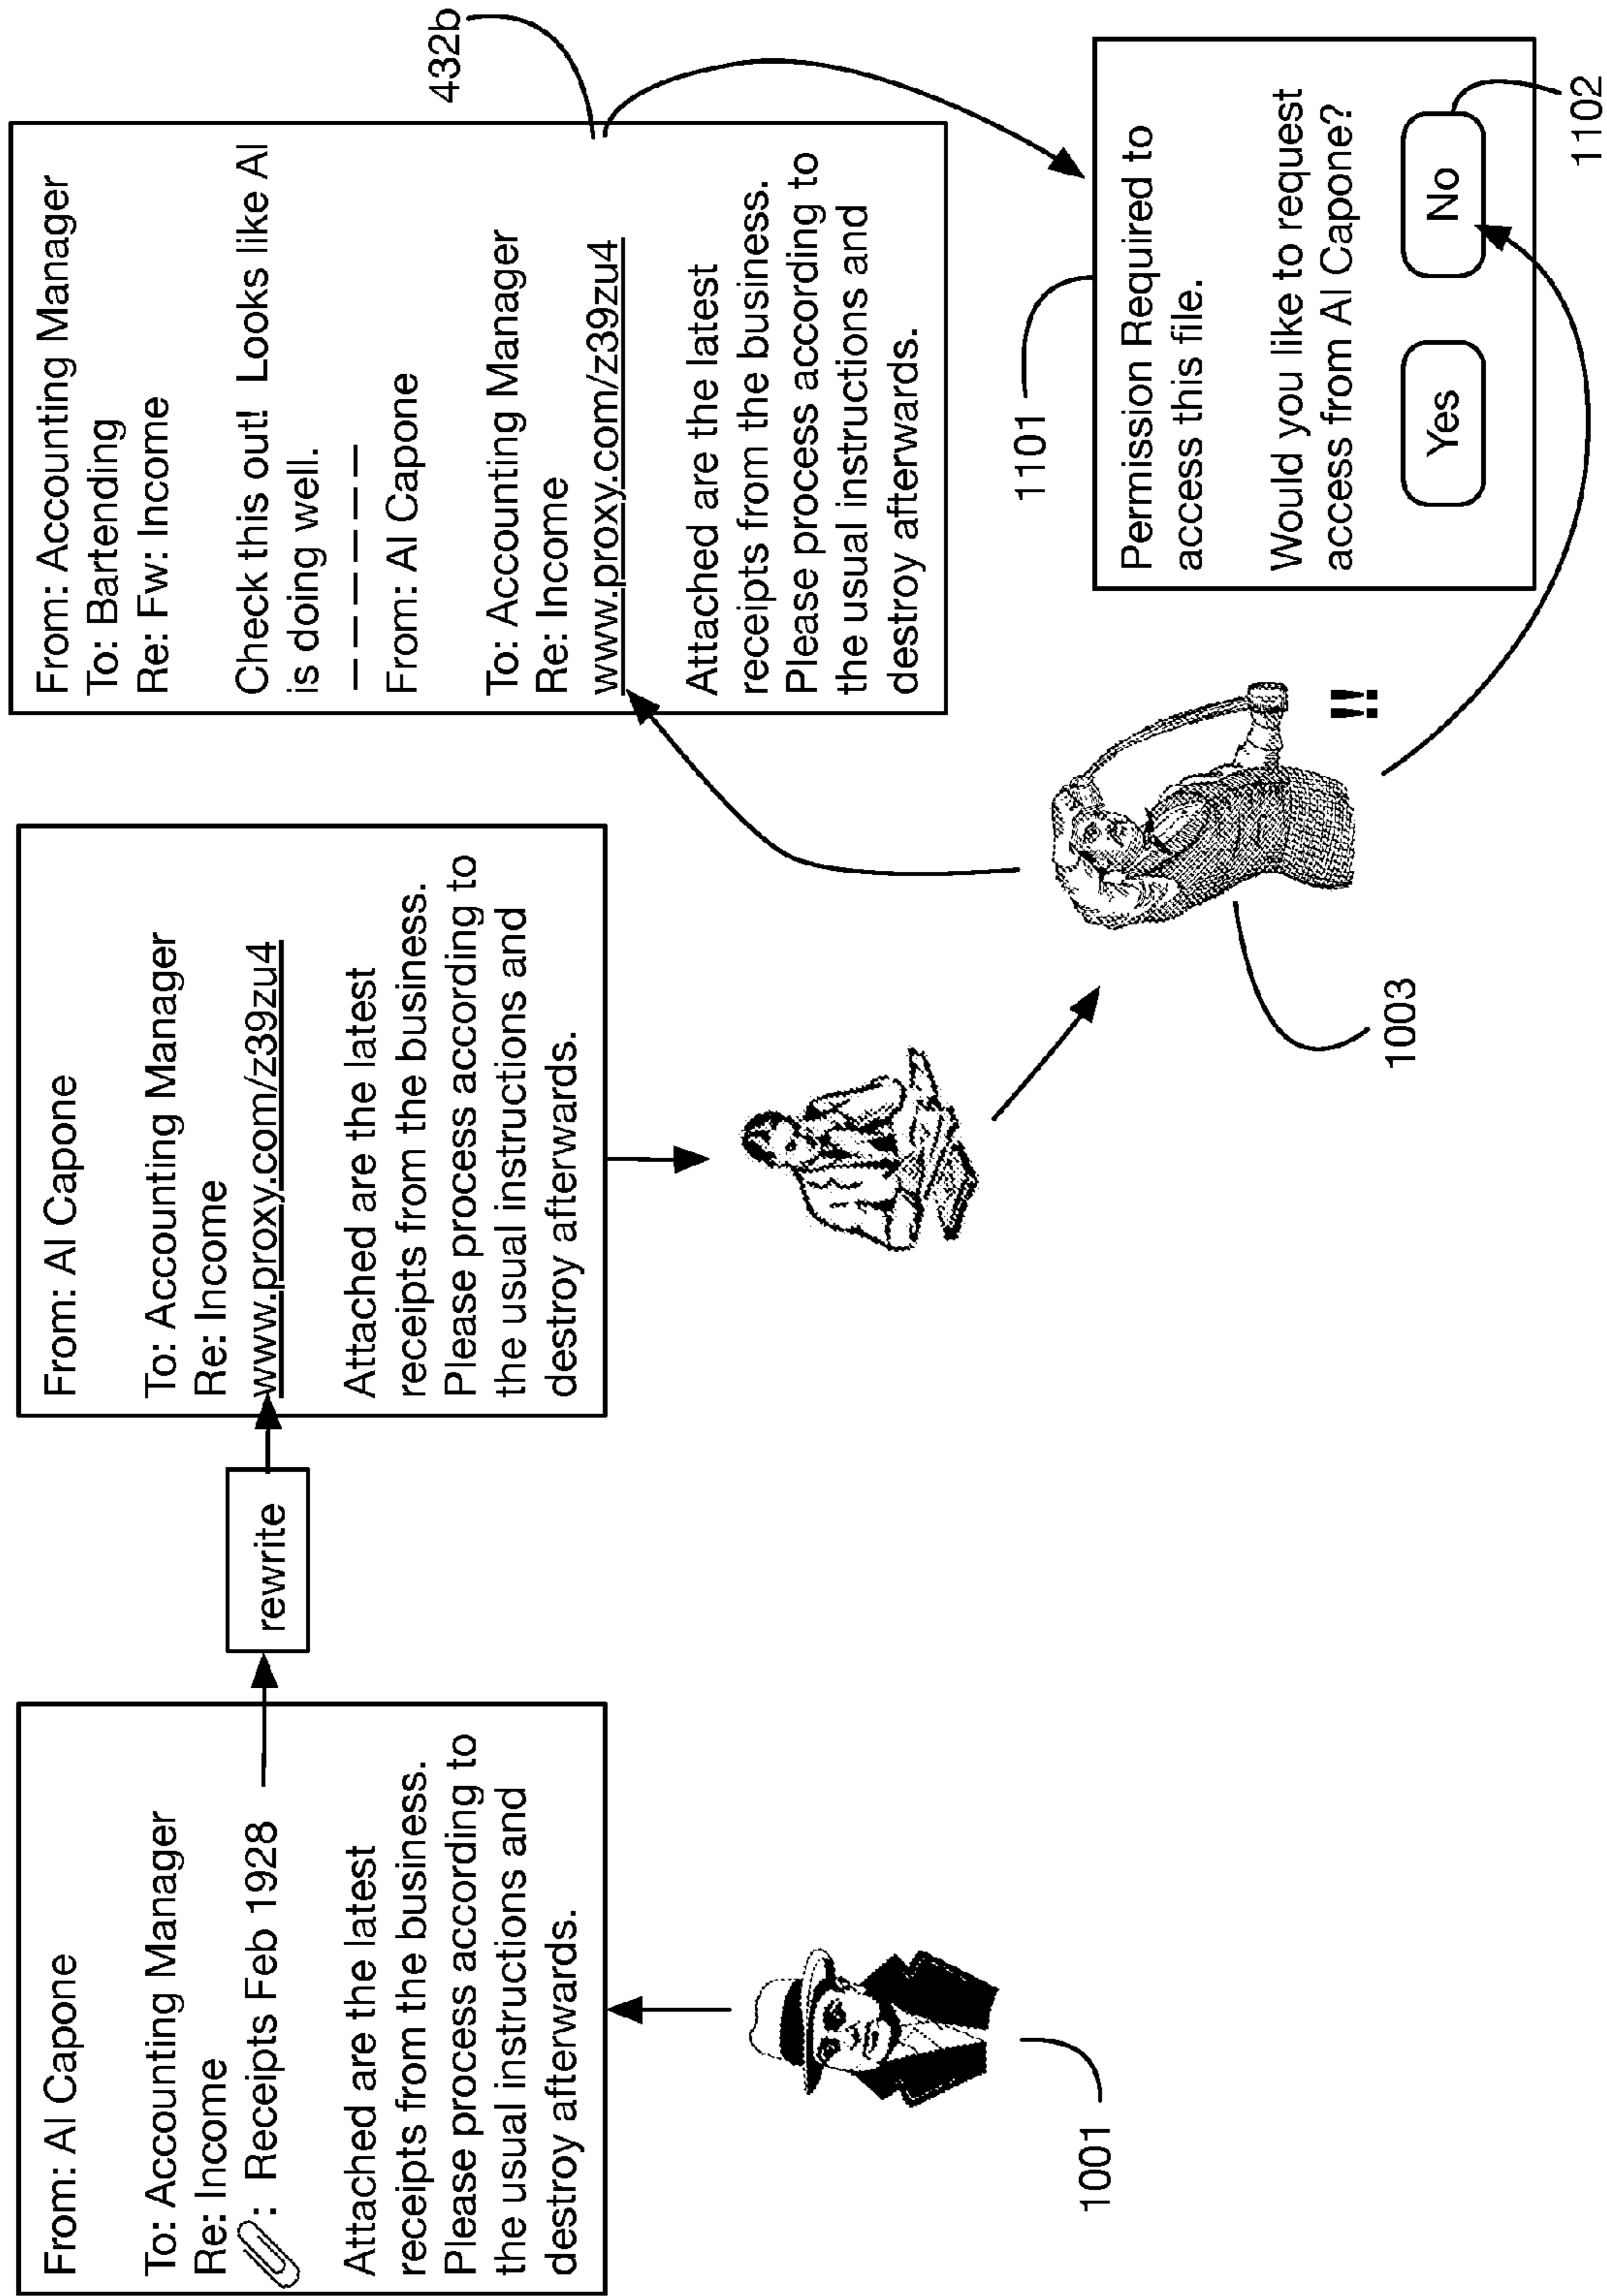 From: Al Capone
To: Accounting Manager
Re: Income
: Receipts Feb 1928
Attached are the latest
receipts from the business.
Please process according to
the usual instructions and
destroy afterwards.
1001
rewrite
From: Al Capone
To: Accounting Manager
Re: Income
www.proxy.com/z39zu4
Attached are the latest
receipts from the business.
Please process according to
the usual instructions and
destroy afterwards.
1003
!!
From: Accounting Manager
To: Bartending
Re: Fw: Income
Check this out! Looks like Al
is doing well.
– – – – – – –
From: Al Capone
To: Accounting Manager
Re: Income
www.proxy.com/z39zu4
Attached are the latest
receipts from the business.
Please process according to
the usual instructions and
destroy afterwards.
432b
1101
Permission Required to
access this file.
Would you like to request
access from Al Capone?
Yes No
1102